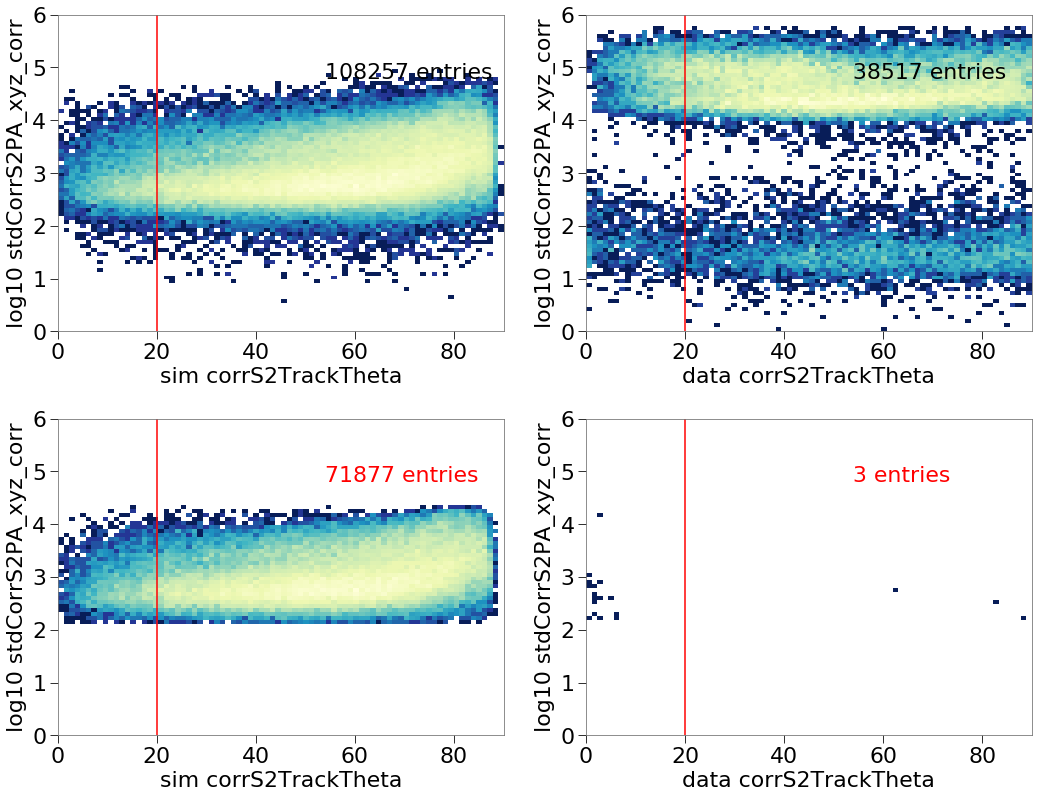 6
5
4
3
2
1
0
log10 stdCorrS2PA_xyz_corr
108257 entries
0 20 40 60 80
sim corrS2TrackTheta
6
5
4
3
2
1
0
log10 stdCorrS2PA_xyz_corr
38517 entries
0 20 40 60 80
data corrS2TrackTheta
6
5
4
3
2
1
0
log10 stdCorrS2PA_xyz_corr
71877 entries
0 20 40 60 80
sim corrS2TrackTheta
6
5
4
3
2
1
0
log10 stdCorrS2PA_xyz_corr
3 entries
0 20 40 60 80
data corrS2TrackTheta